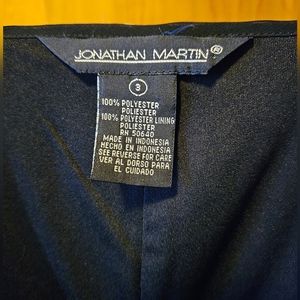 JONATHAN MARTIN®
3
100% POLYESTER
POLIESTER
100% POLYESTER LINING
POLIESTER
RN 50640
MADE IN INDONESIA
HECHO EN INDONESIA
SEE REVERSE FOR CARE
VER AL DORSO PARA
EL CUIDADO